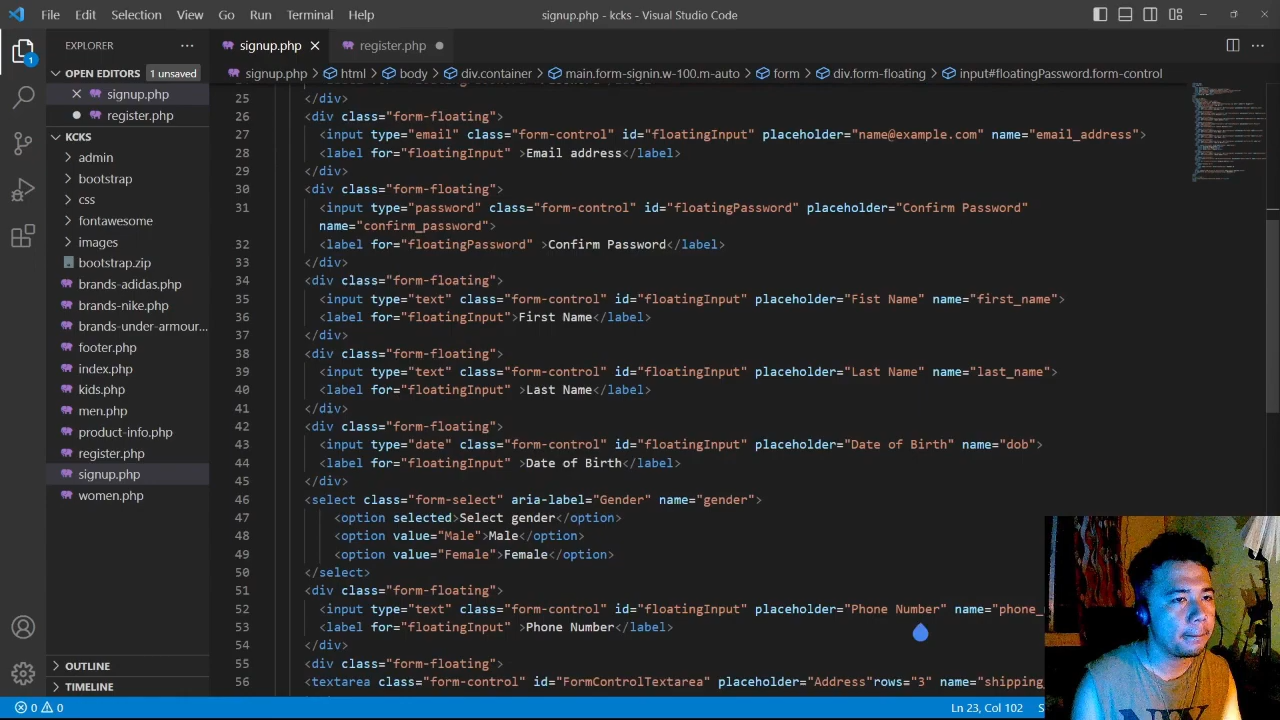 File Edit Selection View Go Run Terminal Help
signup.php - kcks - Visual Studio Code
EXPLORER
signup.php
register.php
OPEN EDITORS 1 unsaved
signup.php > html > body > div.container > main.form-signin.w-100.m-auto > form > div.form-floating > input#floatingPassword.form-control
signup.php
register.php
KCKS
admin
bootstrap
css
fontawesome
images
bootstrap.zip
brands-adidas.php
brands-nike.php
brands-under-armour...
footer.php
index.php
kids.php
men.php
product-info.php
register.php
signup.php
women.php
OUTLINE
TIMELINE
1
25 </div>
26 <div class="form-floating">
27 <input type="email" class="form-control" id="floatingInput" placeholder="name@example.com" name="email_address">
28 <label for="floatingInput" >Email address</label>
29 </div>
30 <div class="form-floating">
31 <input type="password" class="form-control" id="floatingPassword" placeholder="Confirm Password"
name="confirm_password">
32 <label for="floatingPassword" >Confirm Password</label>
33 </div>
34 <div class="form-floating">
35 <input type="text" class="form-control" id="floatingInput" placeholder="Fist Name" name="first_name">
36 <label for="floatingInput">First Name</label>
37 </div>
38 <div class="form-floating">
39 <input type="text" class="form-control" id="floatingInput" placeholder="Last Name" name="last_name">
40 <label for="floatingInput" >Last Name</label>
41 </div>
42 <div class="form-floating">
43 <input type="date" class="form-control" id="floatingInput" placeholder="Date of Birth" name="dob">
44 <label for="floatingInput" >Date of Birth</label>
45 </div>
46 <select class="form-select" aria-label="Gender" name="gender">
47 <option selected>Select gender</option>
48 <option value="Male">Male</option>
49 <option value="Female">Female</option>
50 </select>
51 <div class="form-floating">
52 <input type="text" class="form-control" id="floatingInput" placeholder="Phone Number" name="phone_
53 <label for="floatingInput" >Phone Number</label>
54 </div>
55 <div class="form-floating">
56 <textarea class="form-control" id="FormControlTextarea" placeholder="Address"rows="3" name="shipping_
0 0
Ln 23, Col 102